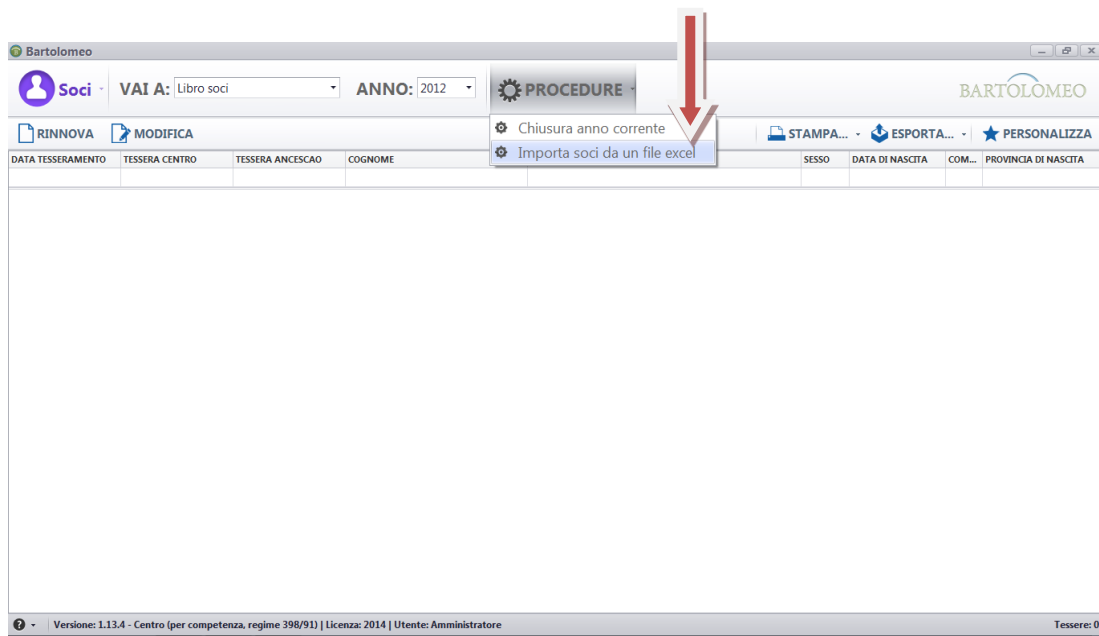 Bartolomeo
Soci VAI A: Libro soci ANNO: 2012 PROCEDURE BARTOLOMEO
RINNOVA MODIFICA Chiusura anno corrente STAMPA... ESPORTA... PERSONALIZZA
Importa soci da un file excel
DATA TESSERAMENTO TESSERA CENTRO TESSERA ANCESCAO COGNOME SESSO DATA DI NASCITA COM... PROVINCIA DI NASCITA
? Versione: 1.13.4 - Centro (per competenza, regime 398/91) | Licenza: 2014 | Utente: Amministratore Tessere: 0